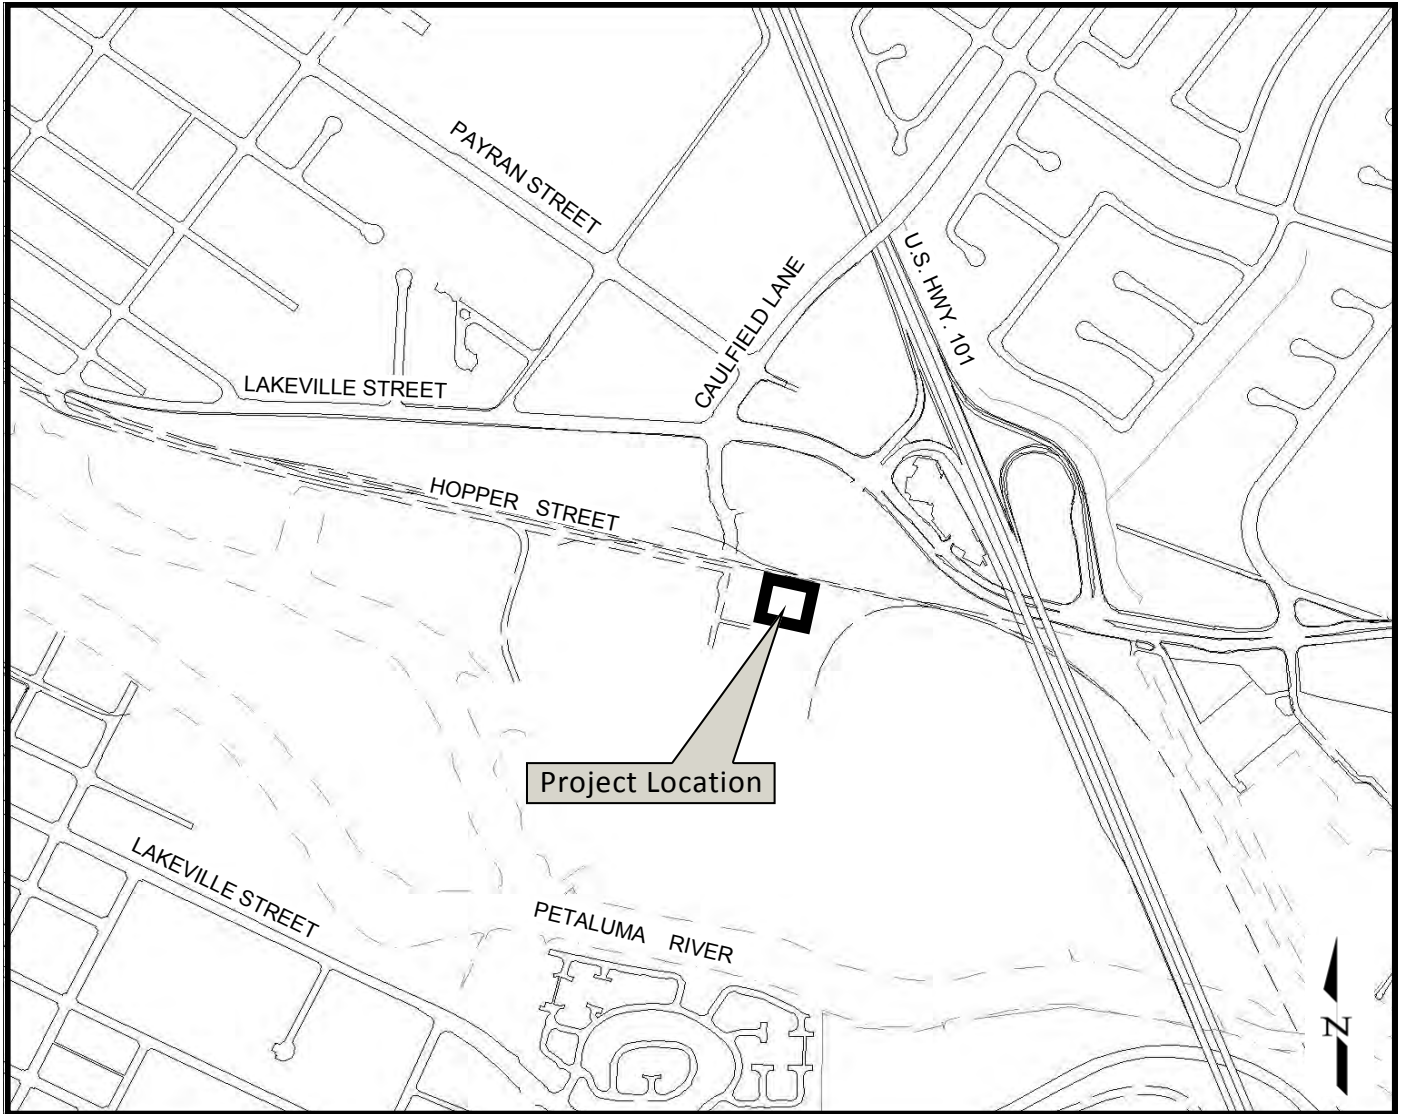 PAYRAN STREET
CAULFIELD LANE
U.S. HWY. 101
LAKEVILLE STREET
HOPPER STREET
Project Location
LAKEVILLE STREET
PETALUMA RIVER
N